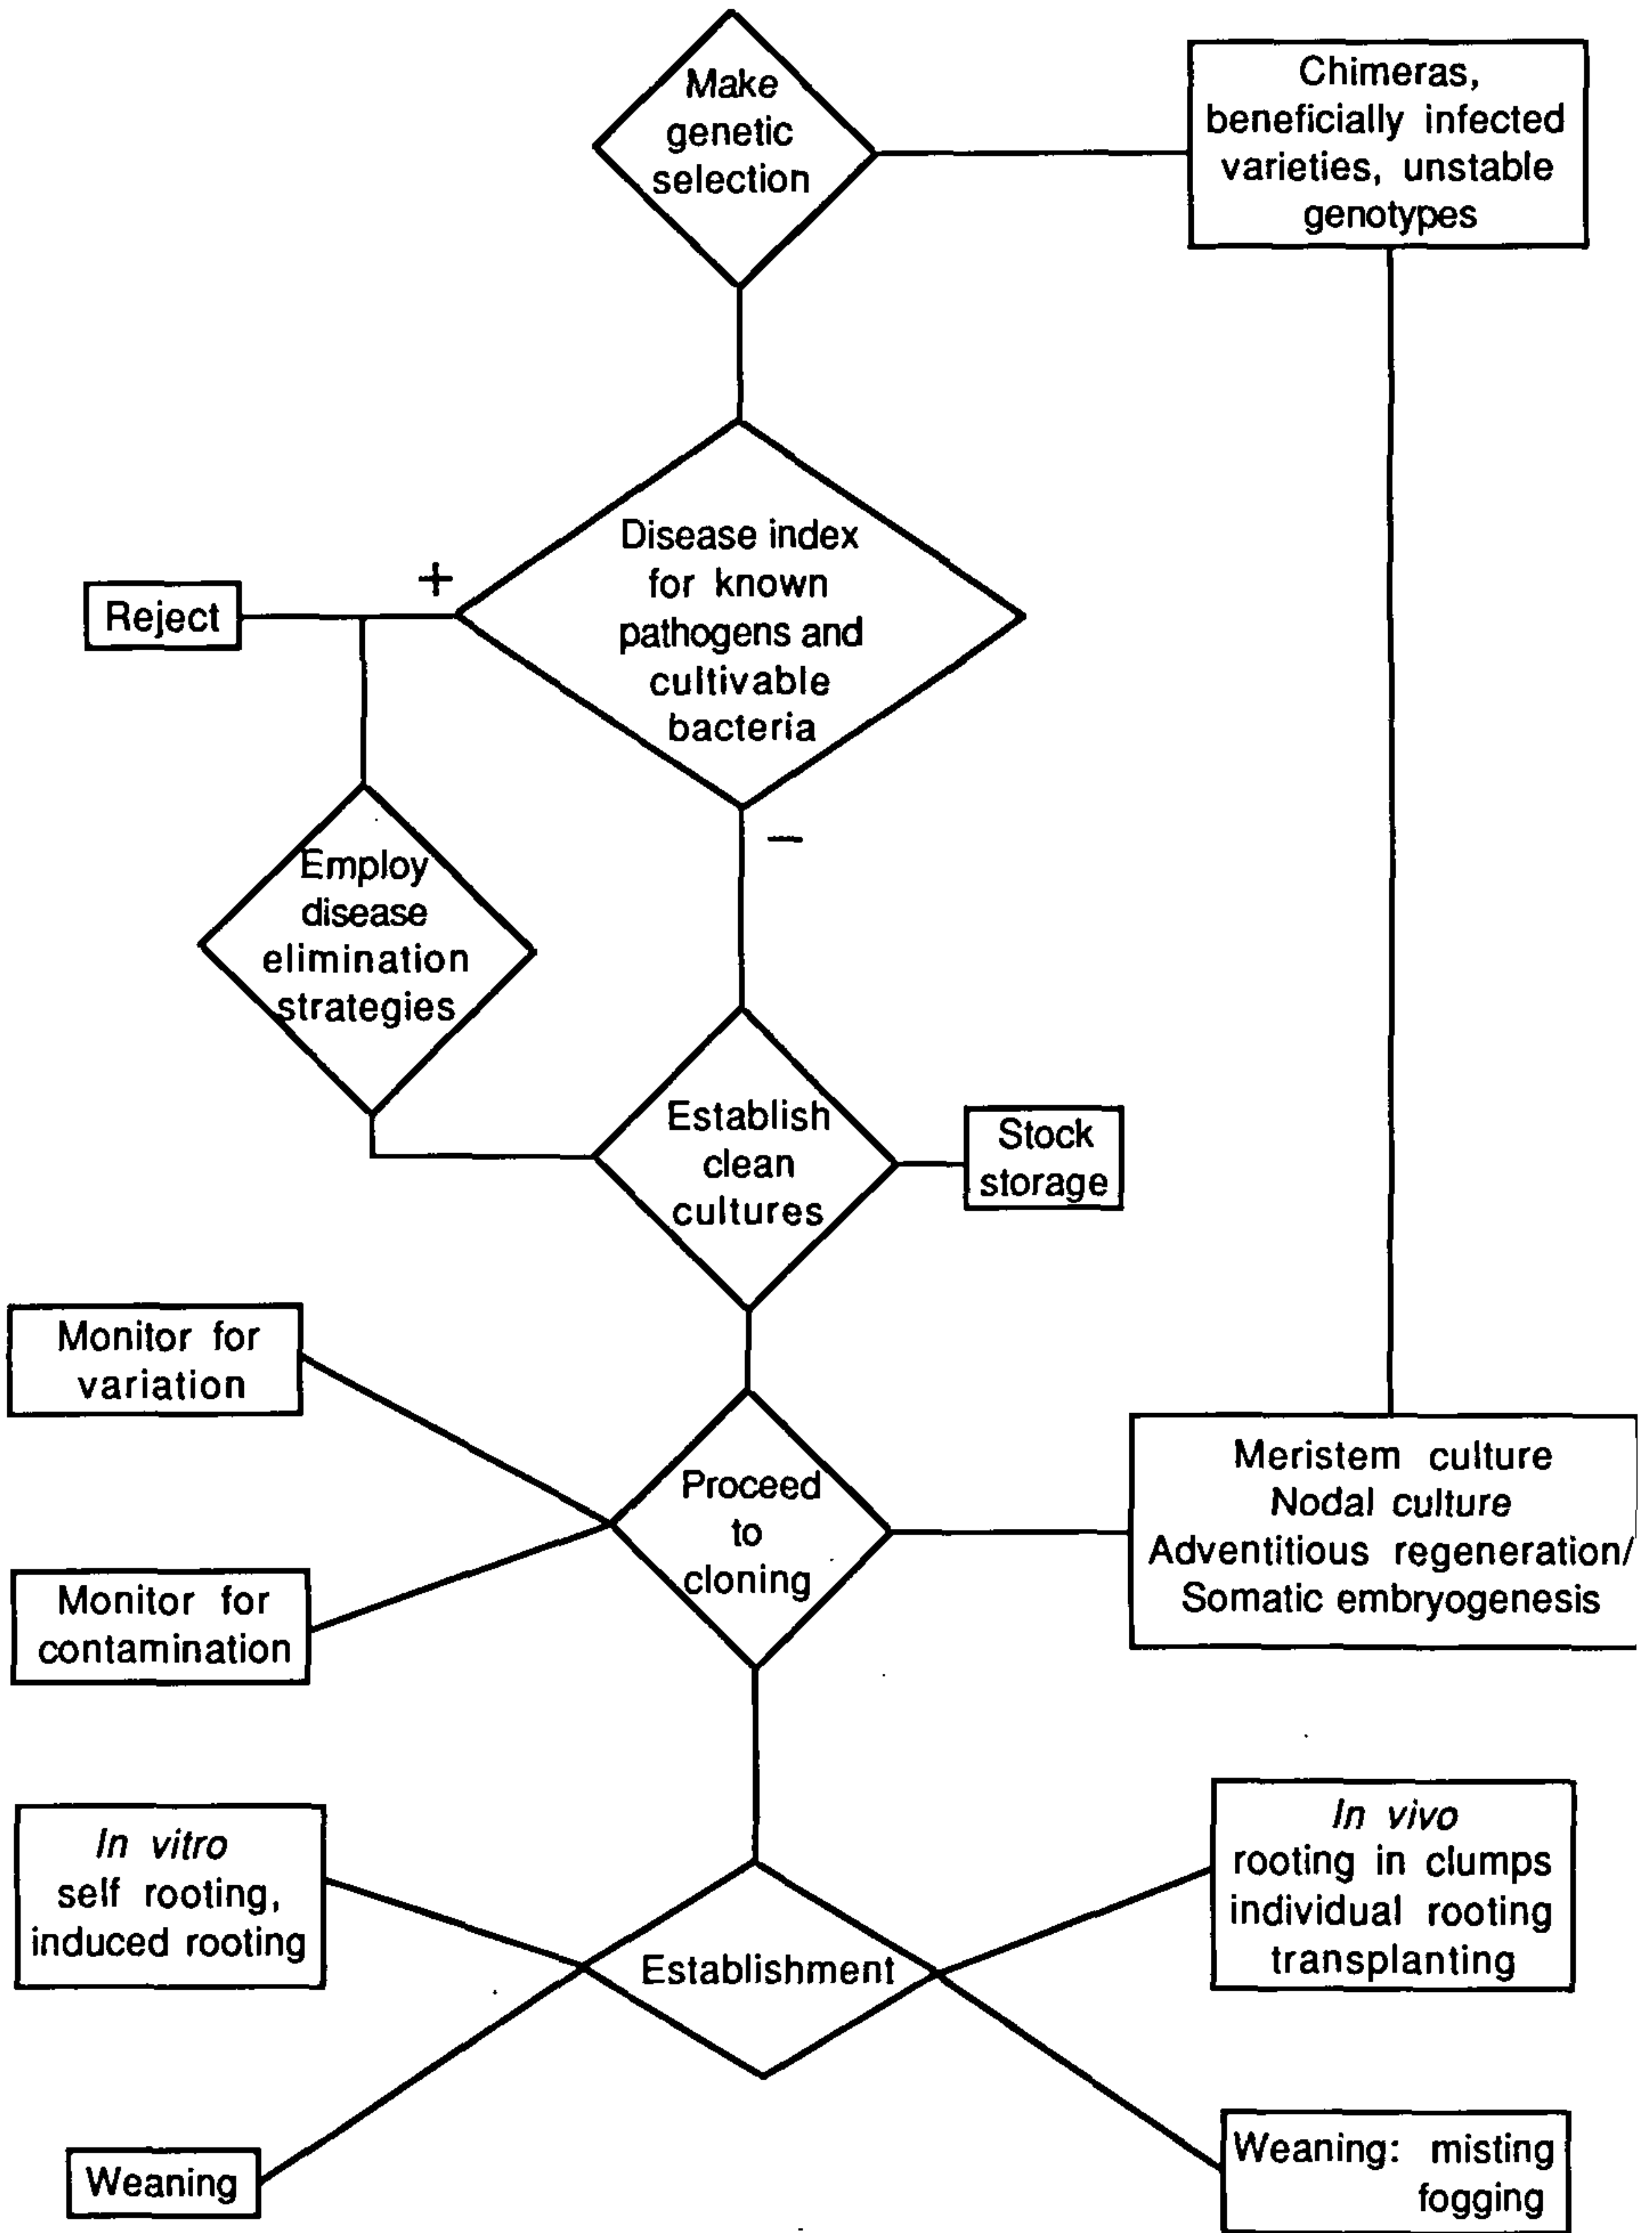 Make
genetic
selection
Chimeras,
beneficially infected
varieties, unstable
genotypes
Disease index
for known
pathogens and
cultivable
bacteria
+
Reject
−
Employ
disease
elimination
strategies
Establish
clean
cultures
Stock
storage
Monitor for
variation
Proceed
to
cloning
Meristem culture
Nodal culture
Adventitious regeneration/
Somatic embryogenesis
Monitor for
contamination
In vitro
self rooting,
induced rooting
In vivo
rooting in clumps
individual rooting
transplanting
Establishment
Weaning
Weaning: misting
fogging